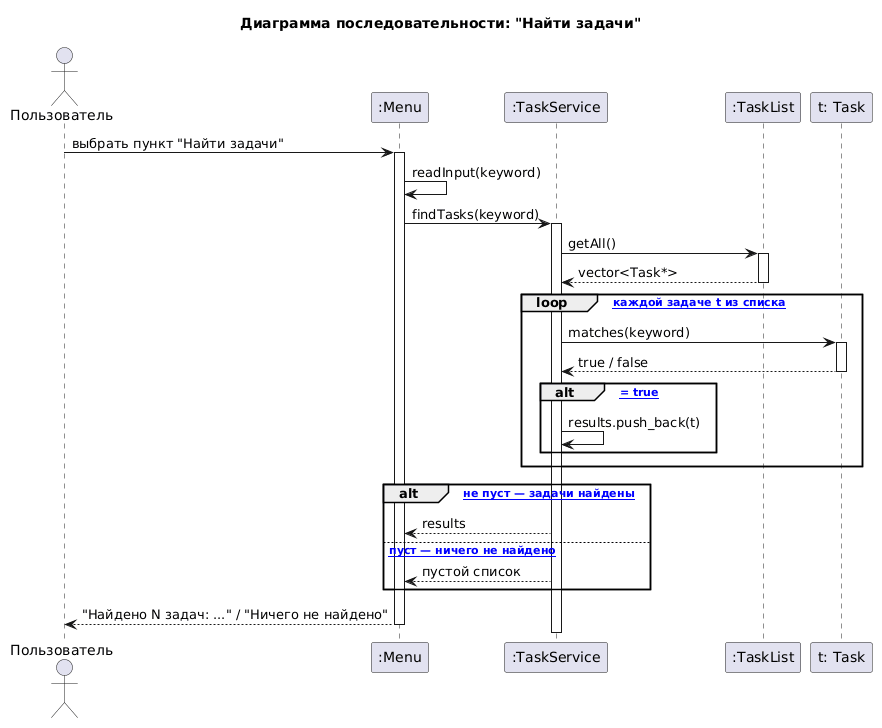 Диаграмма последовательности: "Найти задачи"
Пользователь
:Menu
:TaskService
:TaskList
t: Task
выбрать пункт "Найти задачи"
readInput(keyword)
findTasks(keyword)
getAll()
vector<Task*>
loop
каждой задаче t из списка
matches(keyword)
true / false
alt
= true
results.push_back(t)
alt
не пуст — задачи найдены
results
пуст — ничего не найдено
пустой список
"Найдено N задач: ..." / "Ничего не найдено"
Пользователь
:Menu
:TaskService
:TaskList
t: Task